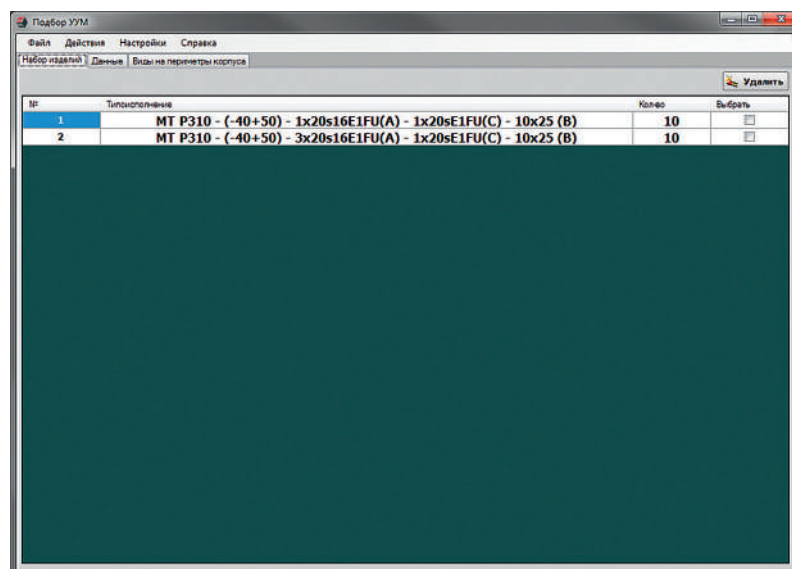 Подбор УУМ
Файл Действия Настройки Справка
Набор изделий Данные Виды на периметры корпуса
Удалить
№ Типоисполнение Кол-во Выбрать
1 МТ Р310 - (-40+50) - 1x20s16E1FU(A) - 1x20sE1FU(C) - 10x25 (B) 10
2 МТ Р310 - (-40+50) - 3x20s16E1FU(A) - 1x20sE1FU(C) - 10x25 (B) 10